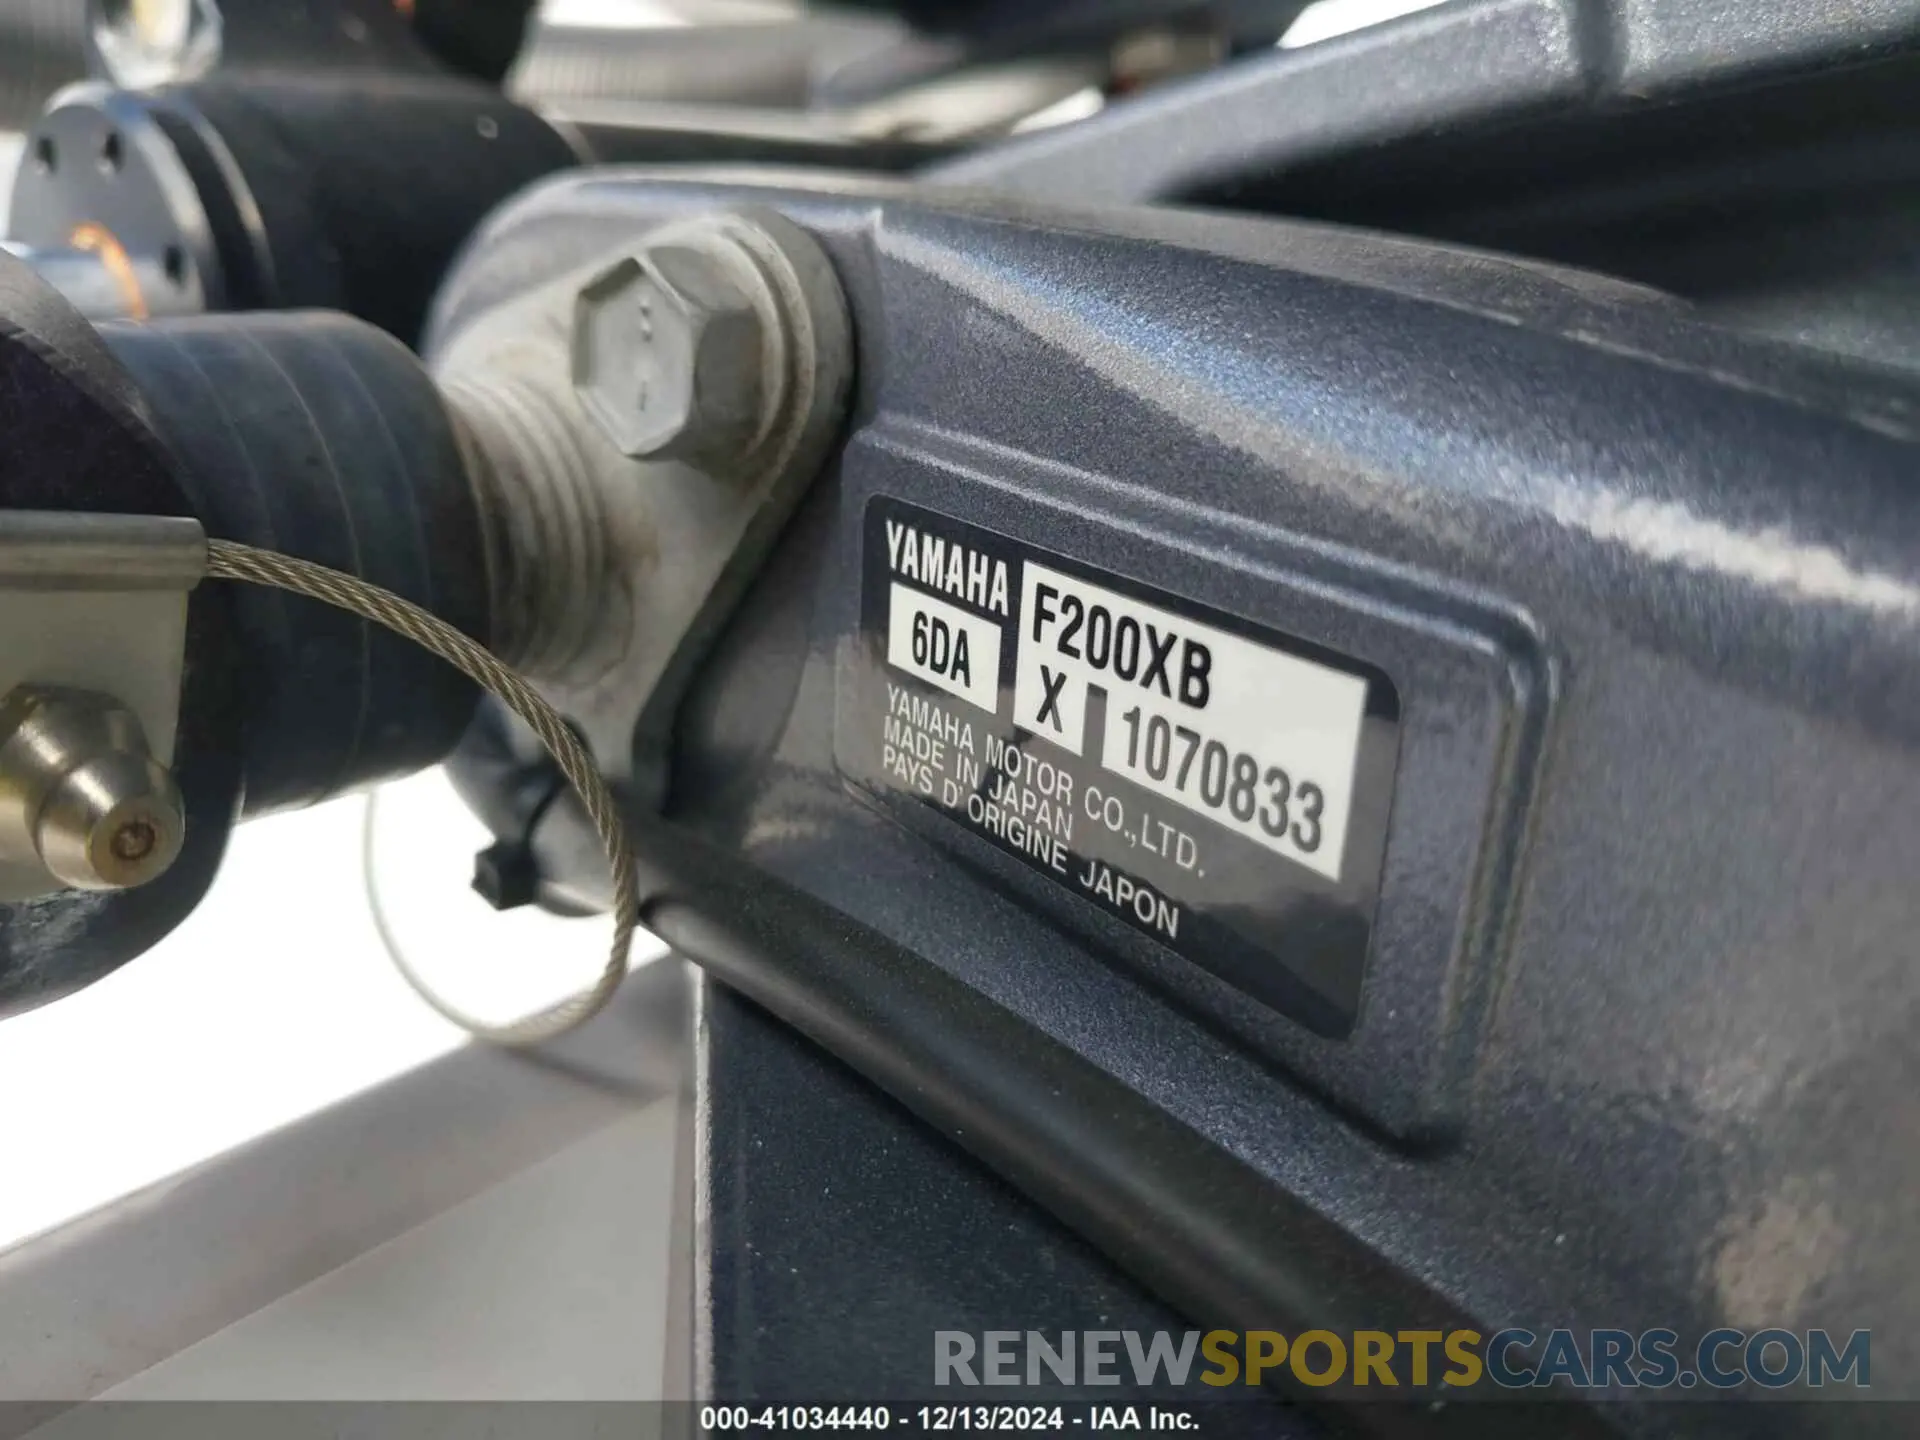 YAMAHA
F200XB
6DA
X 1070833
YAMAHA MOTOR CO.,LTD.
MADE IN JAPAN
PAYS D'ORIGINE JAPON
RENEWSPORTSCARS.COM
000-41034440 - 12/13/2024 - IAA Inc.